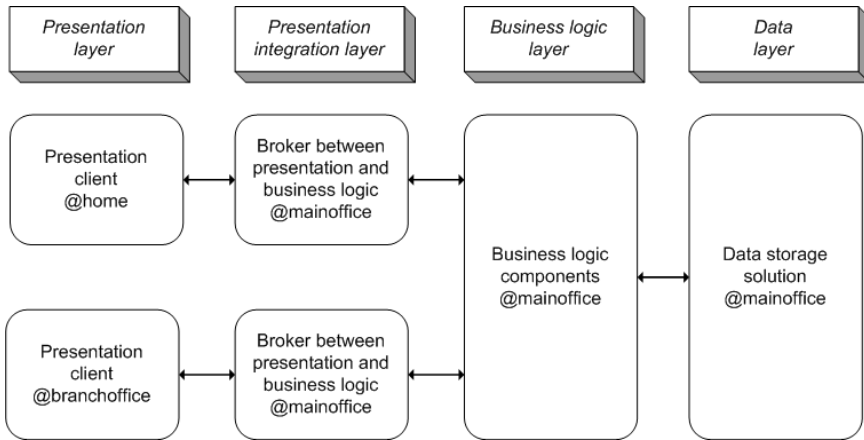 Presentation
layer
Presentation
integration layer
Business logic
layer
Data
layer
Presentation
client
@home
Broker between
presentation and
business logic
@mainoffice
Business logic
components
@mainoffice
Data storage
solution
@mainoffice
Presentation
client
@branchoffice
Broker between
presentation and
business logic
@mainoffice